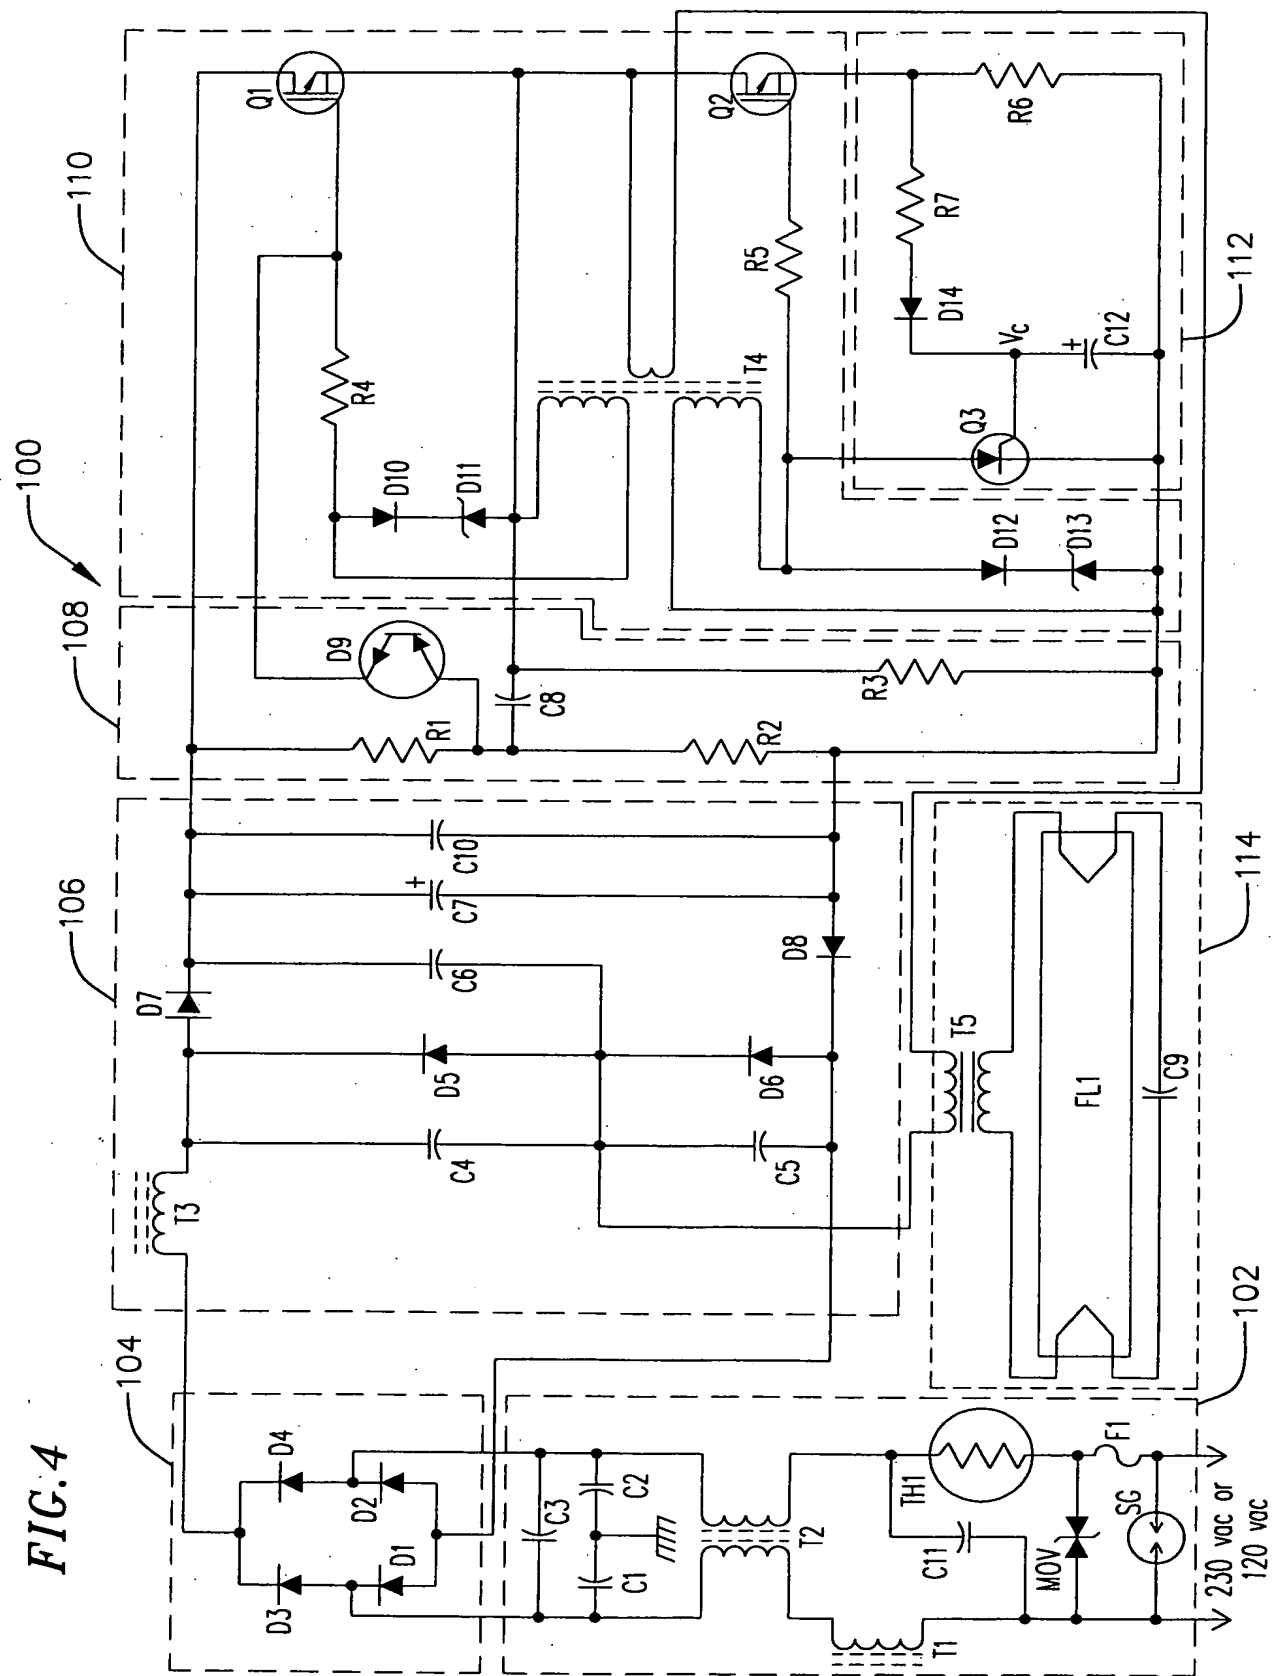 FIG.4
100
110
108
106
104
Q1
Q2
R6
R4
R5
R7
D14
112
D10
D11
T4
Vc
+
C12
Q3
D9
D12
D13
R1
C8
R3
R2
C10
+
C7
D7
C6
D8
D5
D6
T5
C4
C5
T3
FL1
C9
114
102
D4
D2
D3
D1
C3
C2
C1
T2
TH1
F1
C11
MOV
SG
T1
230 vac or
120 vac